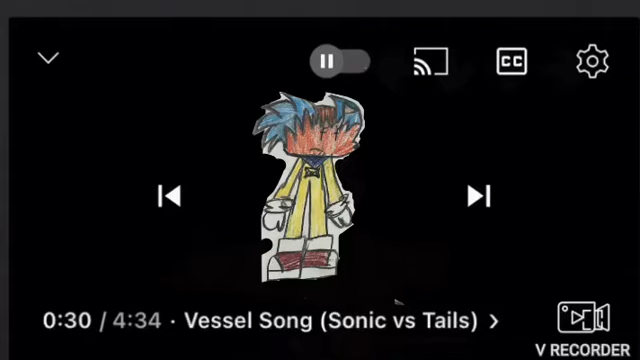 CC
0:30 / 4:34 · Vessel Song (Sonic vs Tails) >
V RECORDER